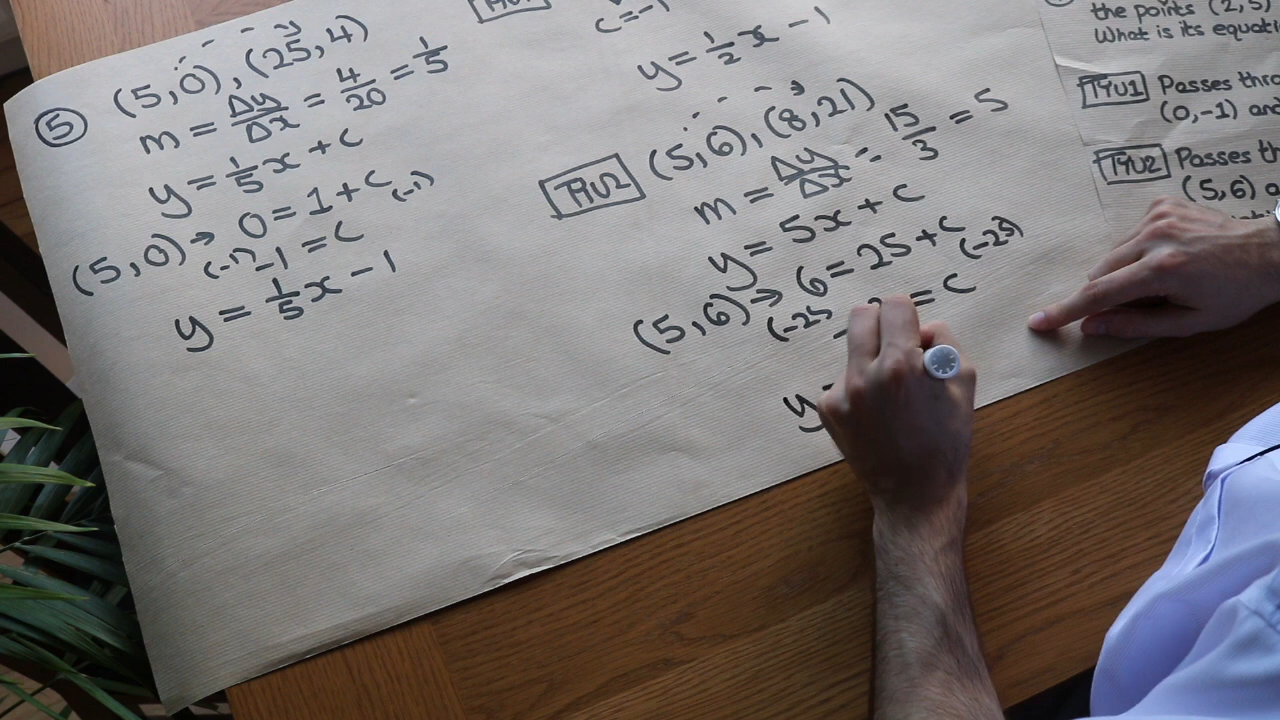 ⑤ (5,0), (25,4)
m = Δy/Δx = 4/20 = 1/5
y = 1/5x + c
(5,0) → 0 = 1 + c (-1)
(-1) -1 = c
y = 1/5x - 1
c = -1
y = 1/2x - 1
TYU2 (5,6), (8,21)
m = Δy/Δx = 15/3 = 5
y = 5x + c
(5,6) → 6 = 25 + c (-25)
(-25) = c
y
the points (2,5)
What is its
TYU1 Passes
(0,-1) and
TYU2 Passes
(5,6)